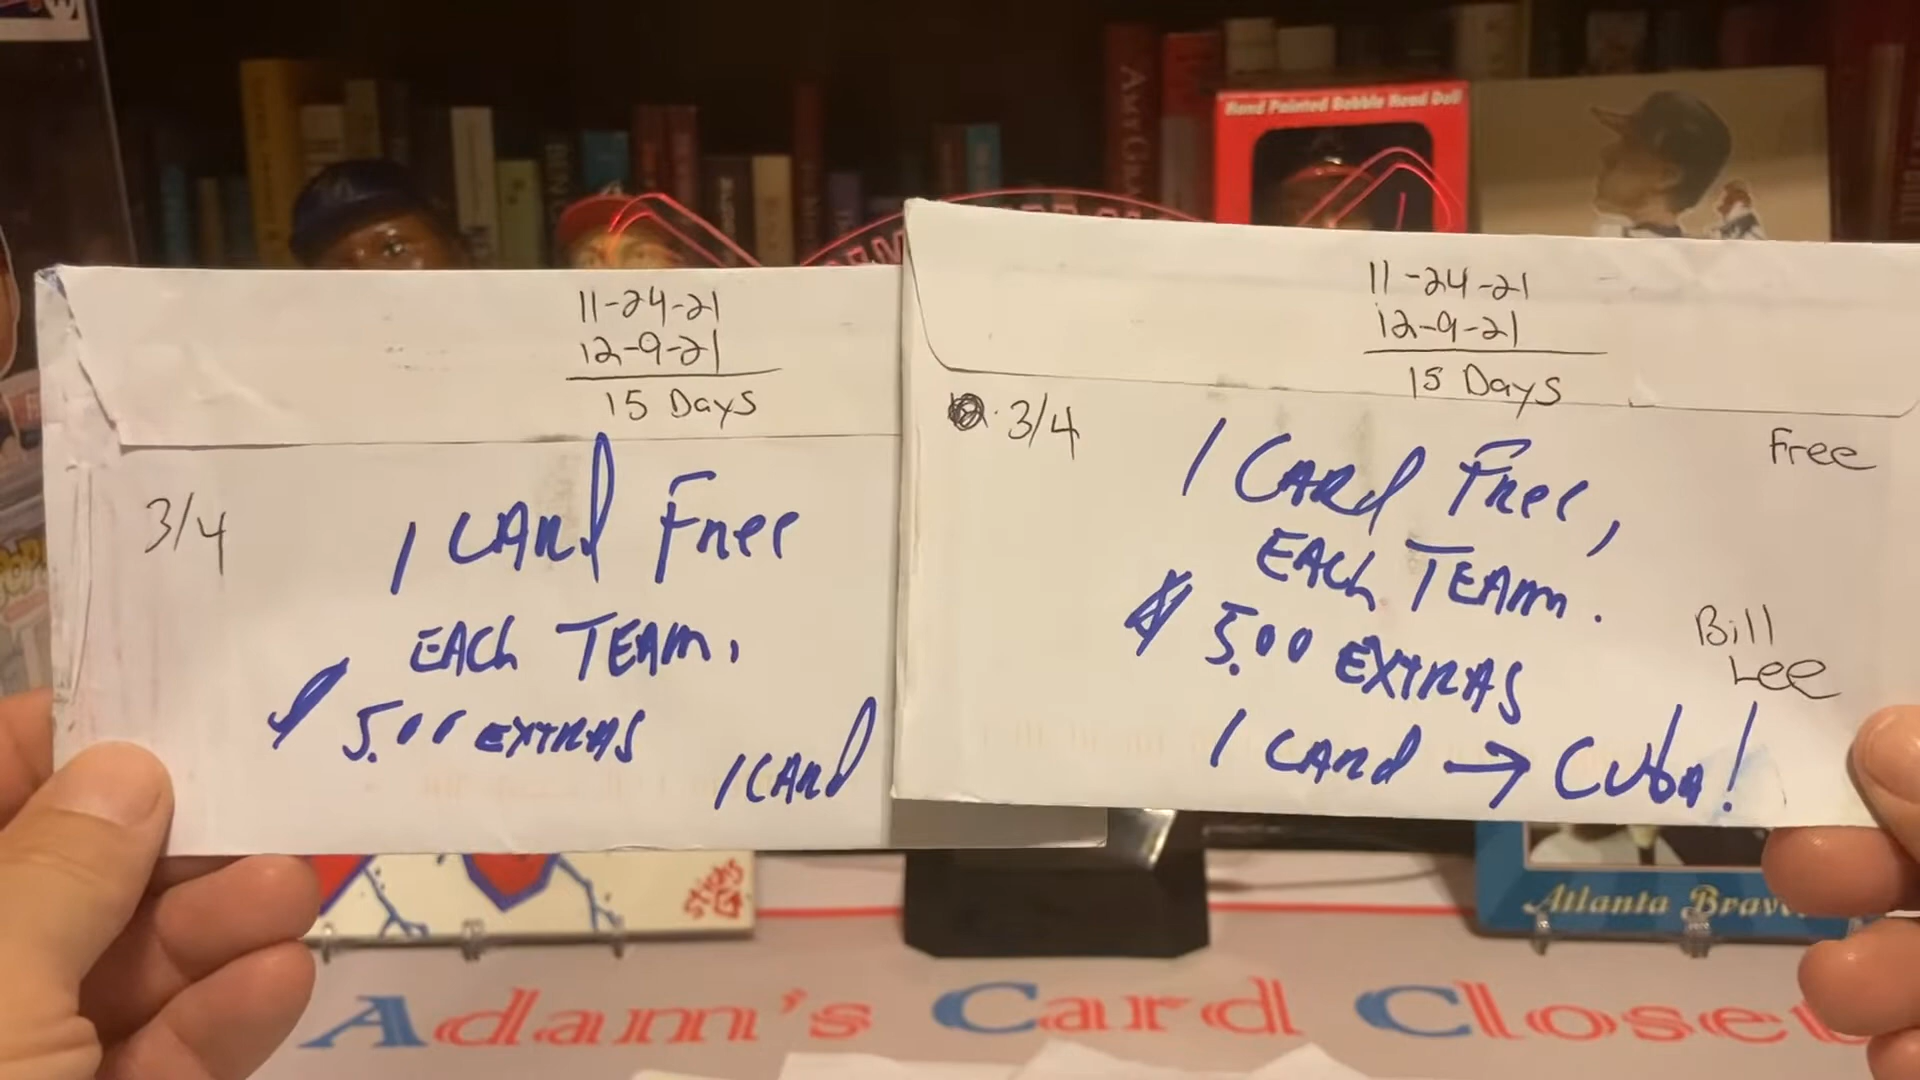 Hand Painted Bobble Head Doll
11-24-21
12-9-21
15 Days
3/4
1 CARd Free
EACh TEAm.
$ 5.00 EXTRAS
1 CARd
11-24-21
12-9-21
15 Days
3/4
Free
1 CARd Free,
EACh TEAm.
$ 5.00 EXTRAS
Bill
Lee
1 CARd → Cuba!
Atlanta Brav
Adam's Card Closet